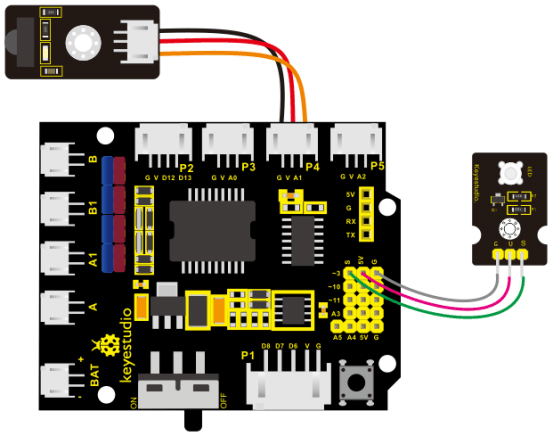 P2
P3
P4
P5
G V D12 D13
G V A0
G V A1
G V A2
B
B1
A1
A
BAT
+
-
keyestudio
ON
OFF
5V
G
RX
TX
S
5V
G
~3
~10
~11
A3
A5 A4 5V G
P1
D8 D7 D6 V G
Keyestudio
LED
S